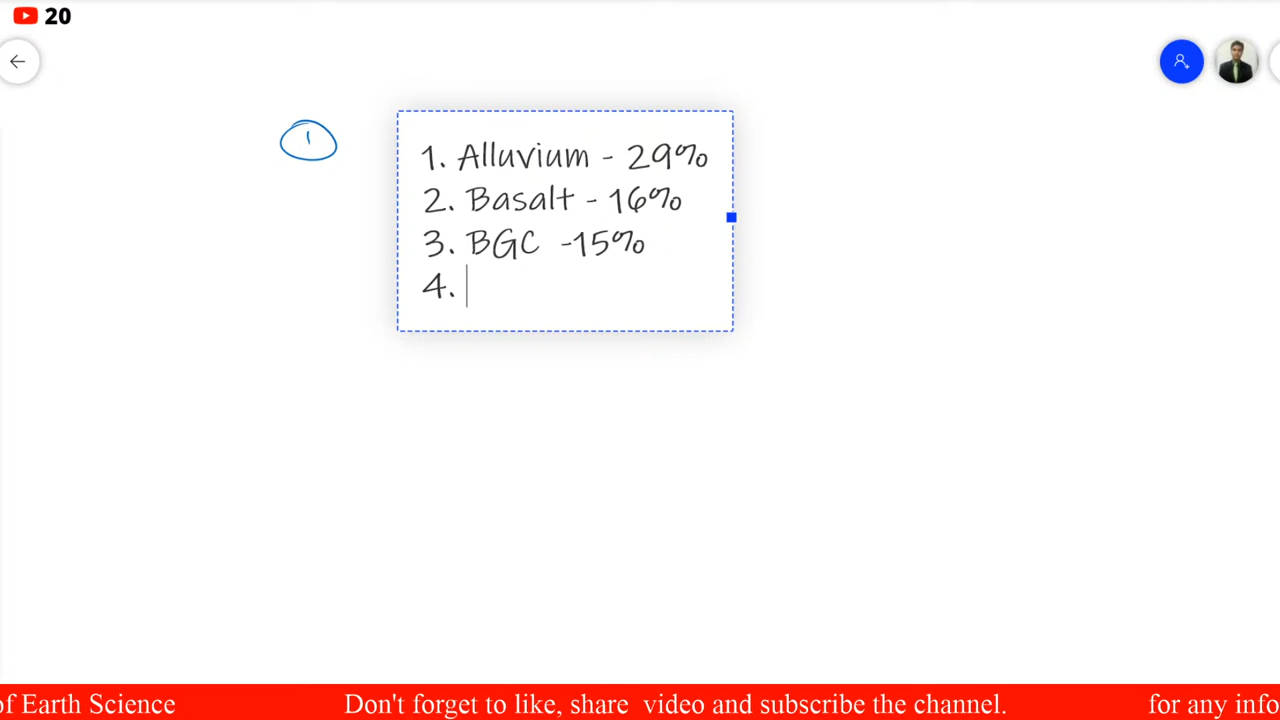 20
1
1. Alluvium - 29%
2. Basalt - 16%
3. BGC -15%
4.
of Earth Science Don't forget to like, share video and subscribe the channel. for any info